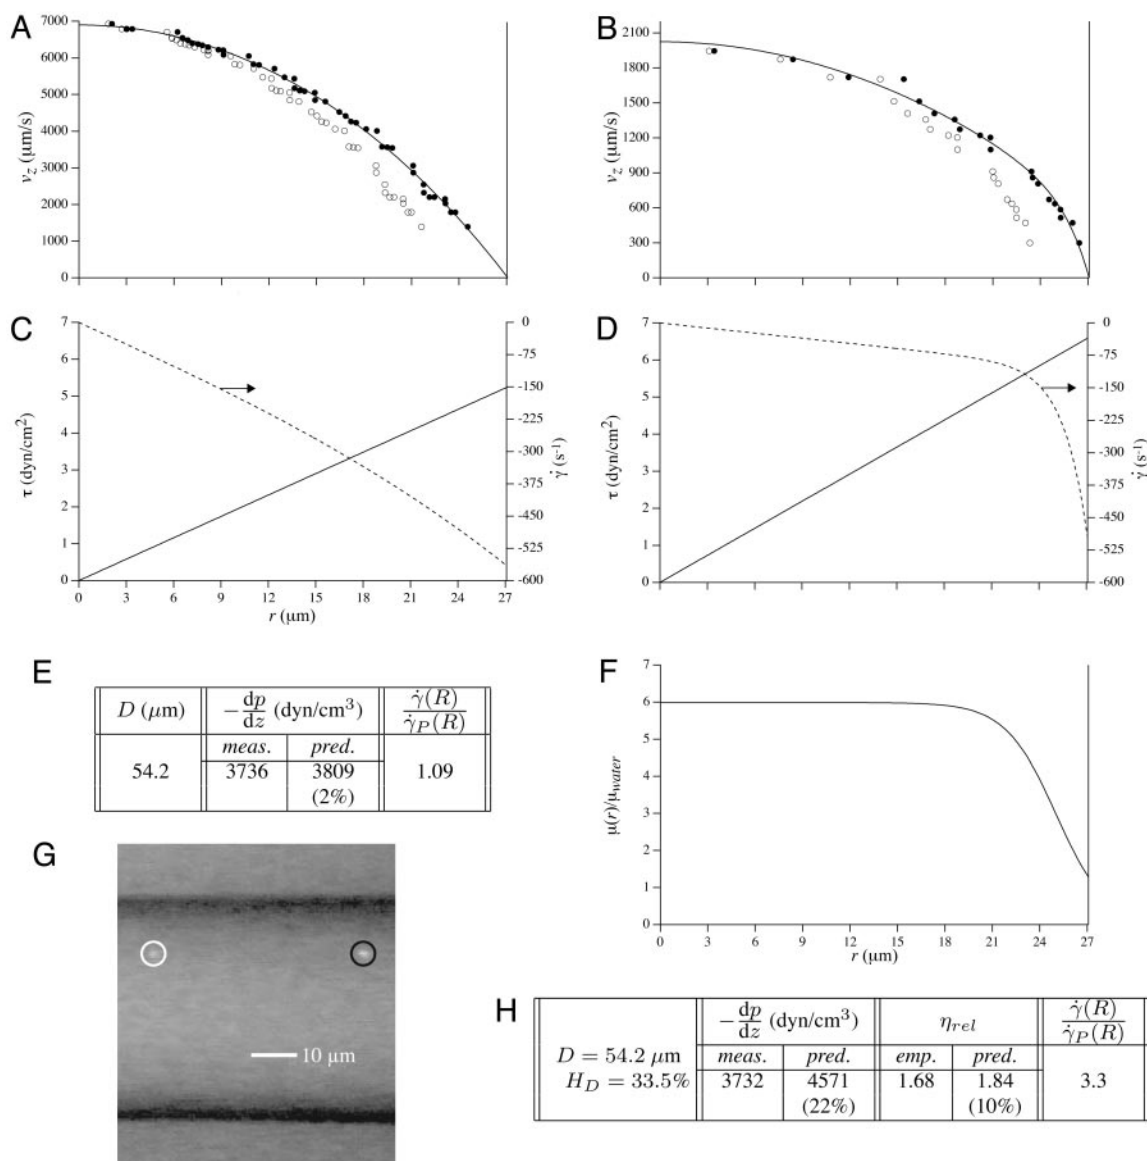 A
7000
6000
5000
4000
3000
2000
1000
0
v_z (μm/s)
B
2100
1800
1500
1200
900
600
300
0
v_z (μm/s)
C
7
6
5
4
3
2
1
0
τ (dyn/cm²)
0
-75
-150
-225
-300
-375
-450
-525
-600
γ̇ (s⁻¹)
0 3 6 9 12 15 18 21 24 27
r (μm)
D
7
6
5
4
3
2
1
0
τ (dyn/cm²)
0
-75
-150
-225
-300
-375
-450
-525
-600
γ̇ (s⁻¹)
E
D (μm) −dp/dz (dyn/cm³) γ̇(R)/γ̇_P(R)
meas. pred.
54.2 3736 3809 1.09
(2%)
F
7
6
5
4
3
2
1
0
μ(r)/μ_water
0 3 6 9 12 15 18 21 24 27
r (μm)
G
10 μm
H
−dp/dz (dyn/cm³) η_rel γ̇(R)/γ̇_P(R)
D = 54.2 μm meas. pred. emp. pred.
H_D = 33.5% 3732 4571 1.68 1.84 3.3
(22%) (10%)